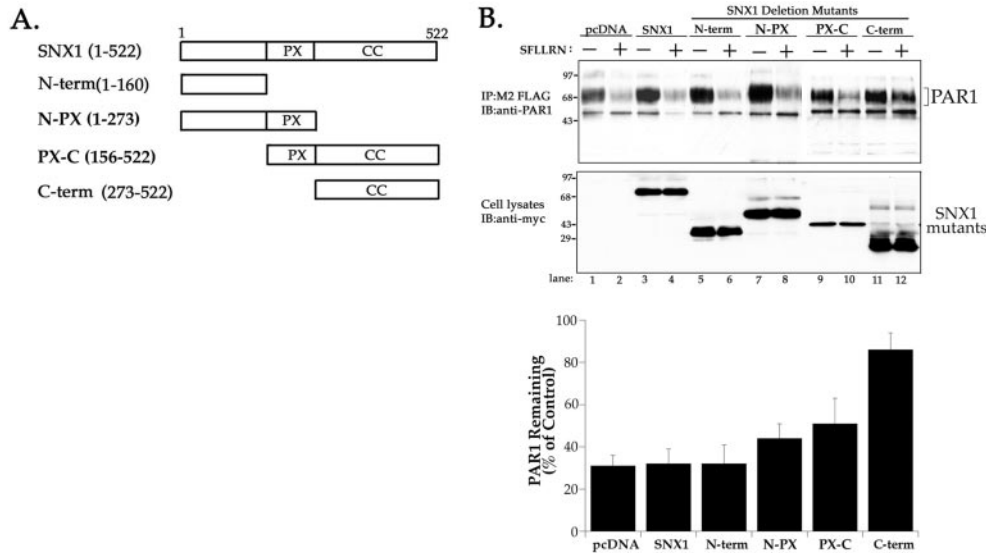 A.
1 522
SNX1 (1-522) PX CC
N-term(1-160)
N-PX (1-273) PX
PX-C (156-522) PX CC
C-term (273-522) CC
B.
SNX1 Deletion Mutants
pcDNA SNX1 N-term N-PX PX-C C-term
SFLLRN: — + — + — + — + — + — +
97
68
43
IP:M2 FLAG
IB:anti-PAR1
PAR1
97
68
43
29
Cell lysates
IB:anti-myc
SNX1
mutants
lane: 1 2 3 4 5 6 7 8 9 10 11 12
PAR1 Remaining
(% of Control)
100
80
60
40
20
0
pcDNA SNX1 N-term N-PX PX-C C-term